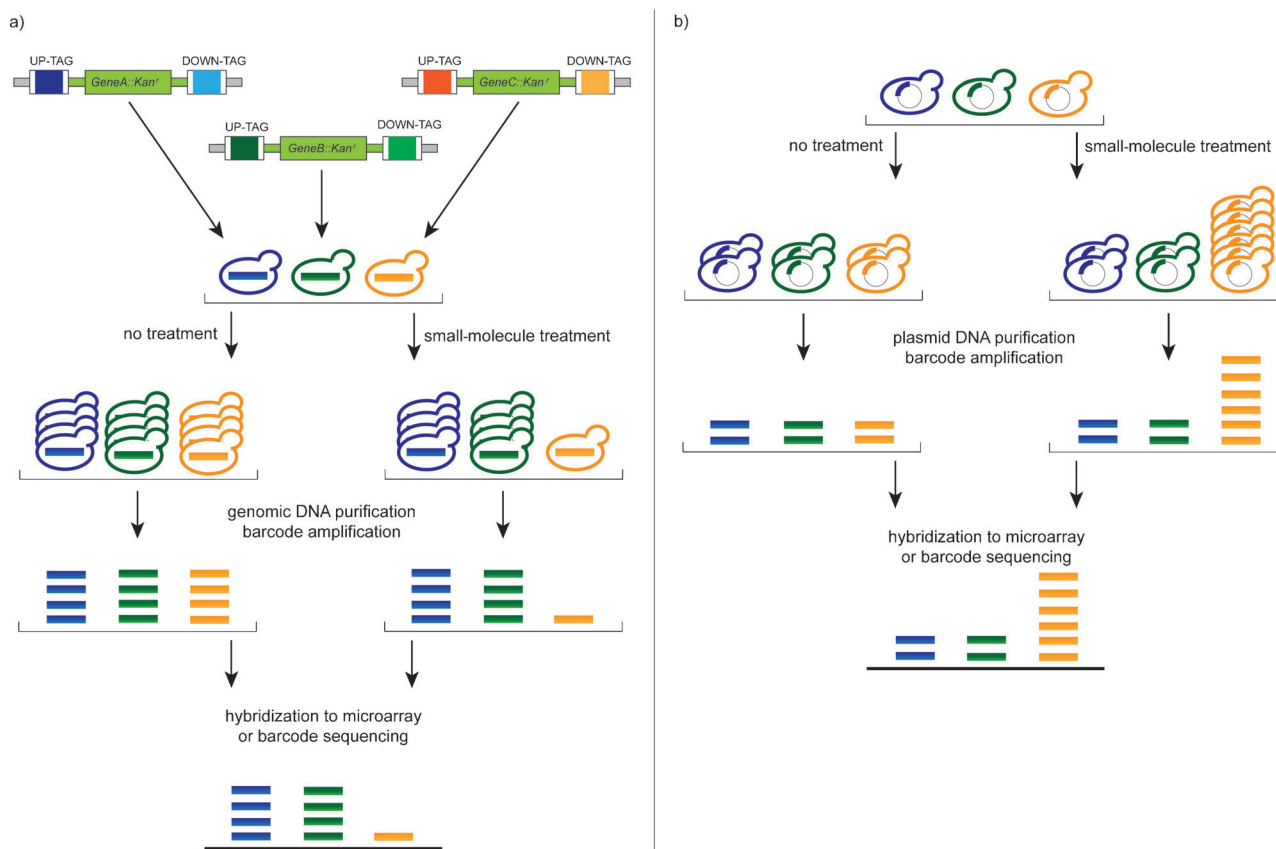 a)
UP-TAG
DOWN-TAG
GeneA::Kanʳ
UP-TAG
DOWN-TAG
GeneC::Kanʳ
UP-TAG
DOWN-TAG
GeneB::Kanʳ
no treatment
small-molecule treatment
genomic DNA purification
barcode amplification
hybridization to microarray
or barcode sequencing
b)
no treatment
small-molecule treatment
plasmid DNA purification
barcode amplification
hybridization to microarray
or barcode sequencing